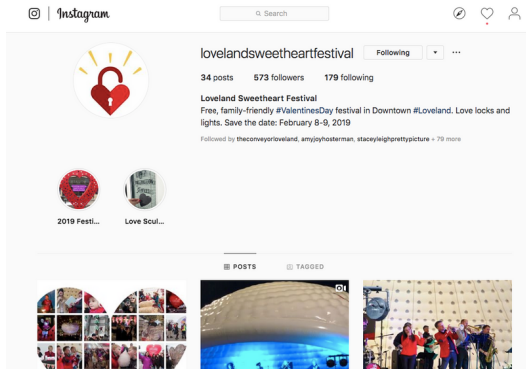 Instagram
Search
lovelandsweetheartfestival Following
34 posts 573 followers 179 following
Loveland Sweetheart Festival
Free, family-friendly #ValentinesDay festival in Downtown #Loveland. Love locks and
lights. Save the date: February 8-9, 2019
Followed by theconveyorloveland, amyjoyhosterman, staceyleighprettypicture + 79 more
2019 Festi... Love Scul...
POSTS TAGGED